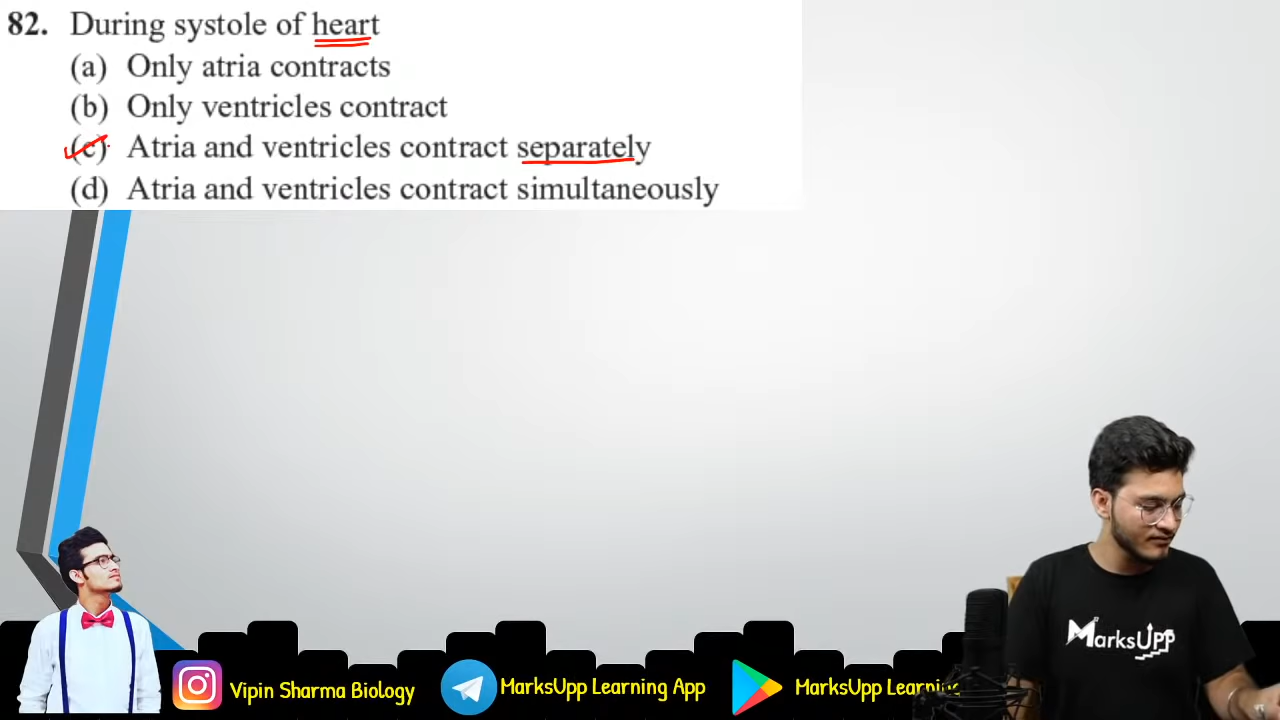 82. During systole of heart
(a) Only atria contracts
(b) Only ventricles contract
(c) Atria and ventricles contract separately
(d) Atria and ventricles contract simultaneously
MarksUpp
Vipin Sharma Biology
MarksUpp Learning App
MarksUpp Learning